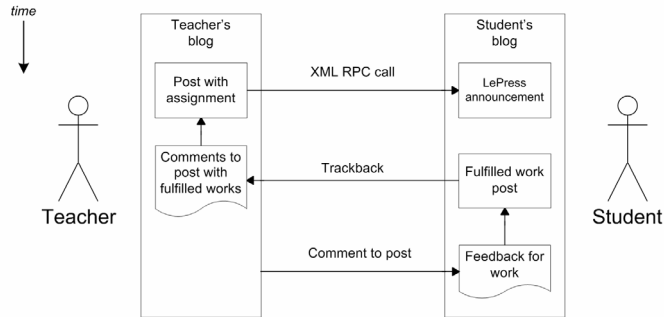 time
Teacher's
blog
Student's
blog
Post with
assignment
XML RPC call
LePress
announcement
Comments to
post with
fulfilled works
Trackback
Fulfilled work
post
Teacher
Student
Comment to post
Feedback for
work